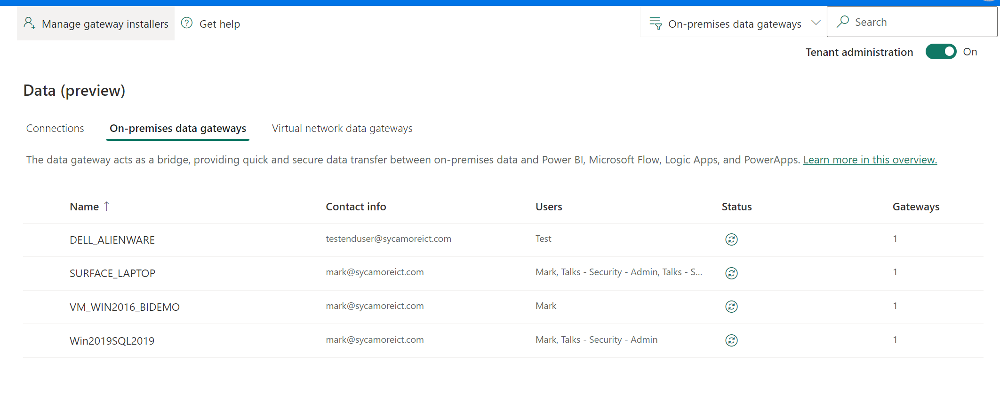 Manage gateway installers Get help On-premises data gateways Search
Tenant administration On
Data (preview)
Connections On-premises data gateways Virtual network data gateways
The data gateway acts as a bridge, providing quick and secure data transfer between on-premises data and Power BI, Microsoft Flow, Logic Apps, and PowerApps. Learn more in this overview.
Name ↑ Contact info Users Status Gateways
DELL_ALIENWARE testenduser@sycamoreict.com Test 1
SURFACE_LAPTOP mark@sycamoreict.com Mark, Talks - Security - Admin, Talks - S... 1
VM_WIN2016_BIDEMO mark@sycamoreict.com Mark 1
Win2019SQL2019 mark@sycamoreict.com Mark, Talks - Security - Admin 1